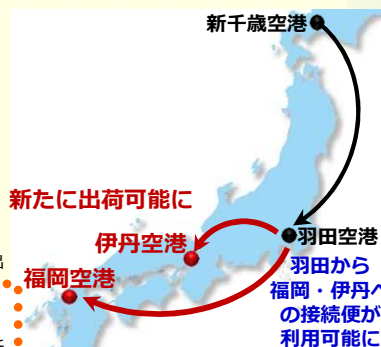 新千歳空港
新たに出荷可能に
伊丹空港
羽田空港
福岡空港
羽田から
福岡・伊丹へ
の接続便が
利用可能に
出